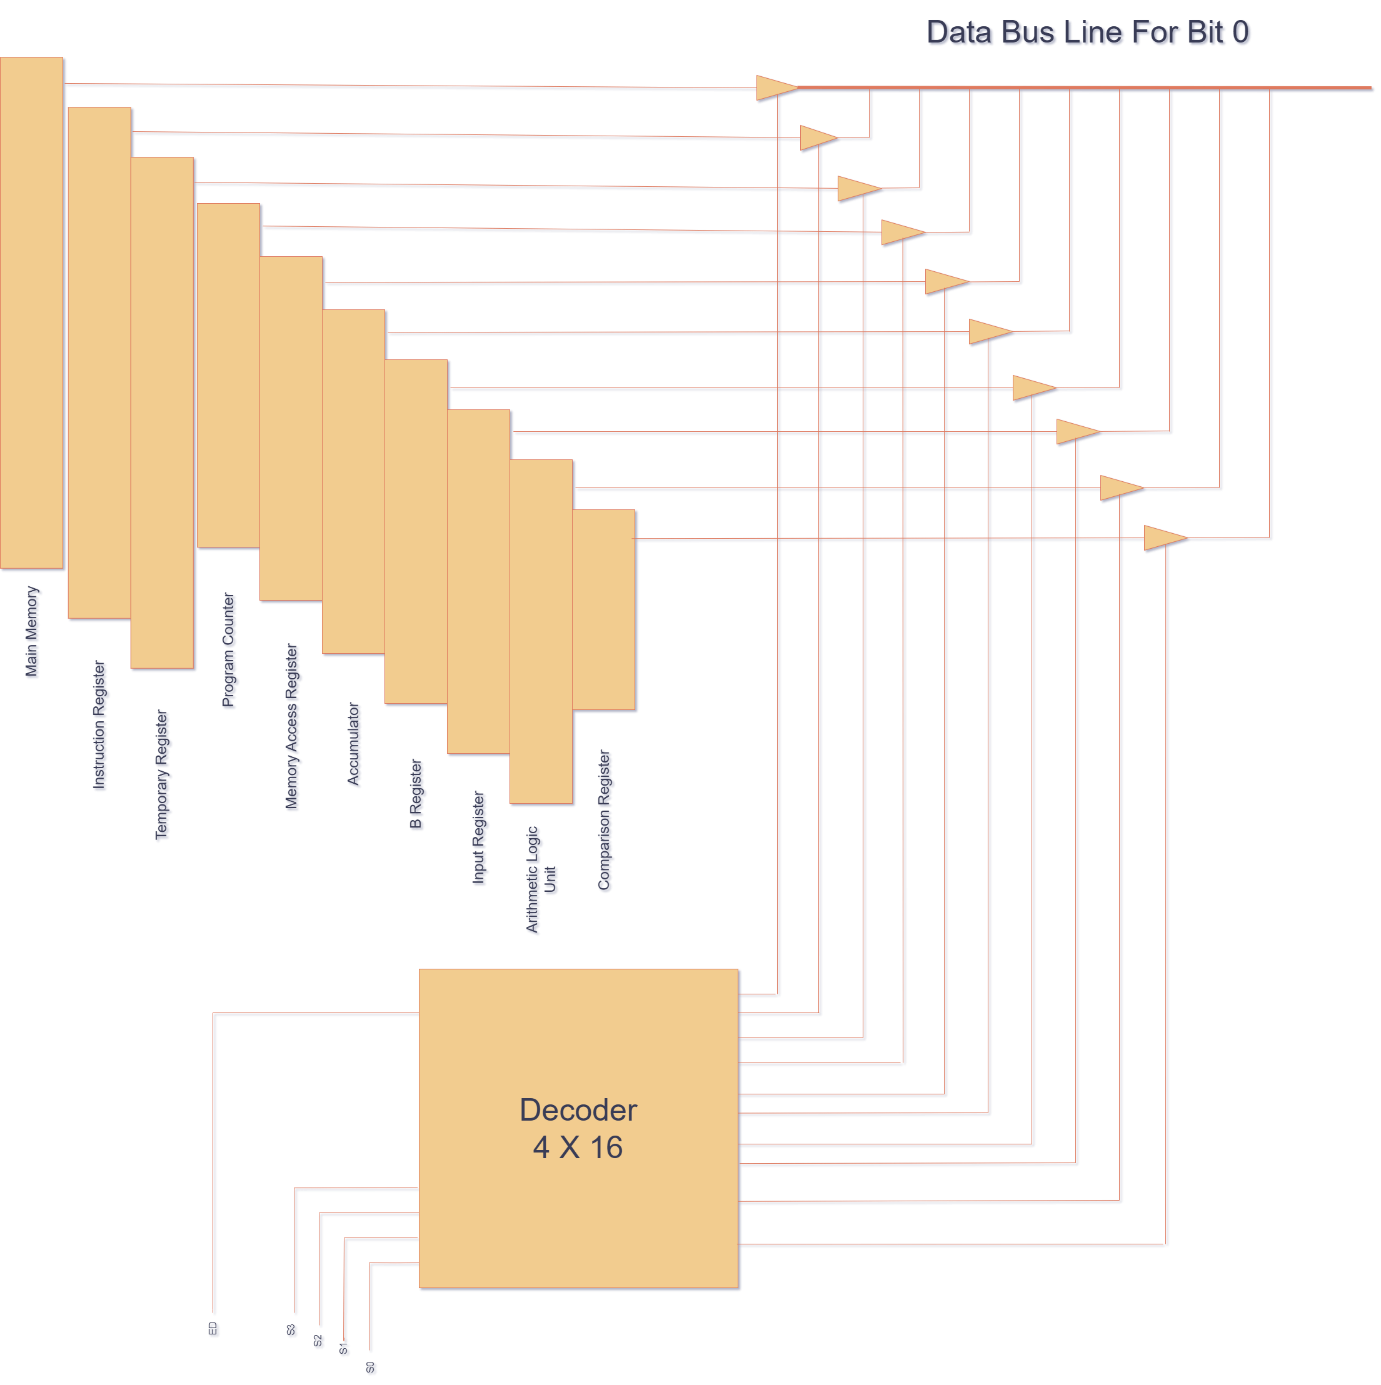 Data Bus Line For Bit 0
Main Memory
Instruction Register
Temporary Register
Program Counter
Memory Access Register
Accumulator
B Register
Input Register
Arithmetic Logic
Unit
Comparison Register
Decoder
4 X 16
ED
S3
S2
S1
S0